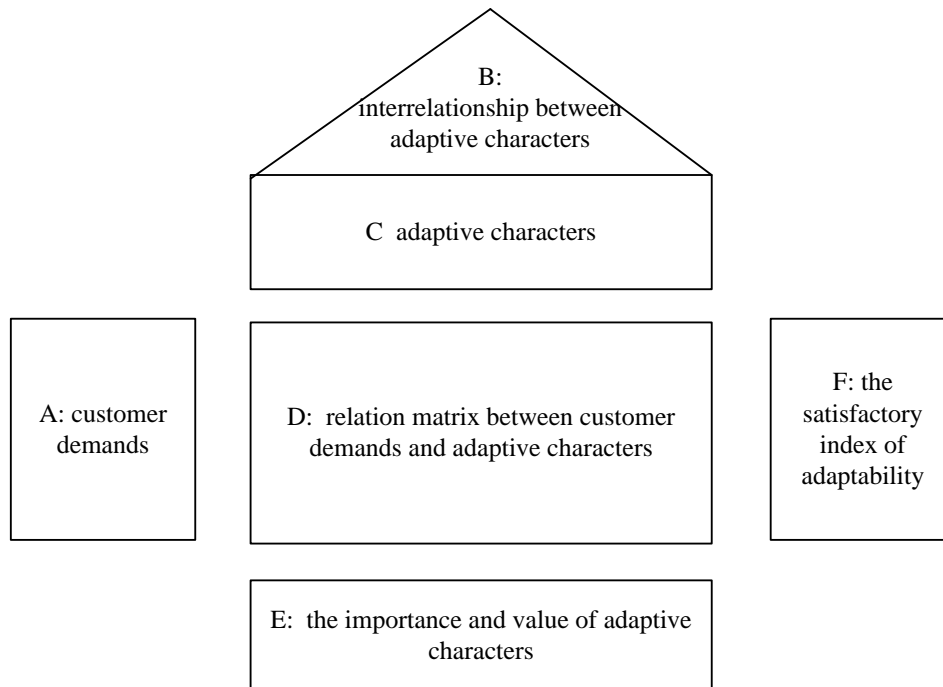 B:
interrelationship between
adaptive characters
C  adaptive characters
A: customer
demands
D:  relation matrix between customer
demands and adaptive characters
F: the
satisfactory
index of
adaptability
E:  the importance and value of adaptive
characters